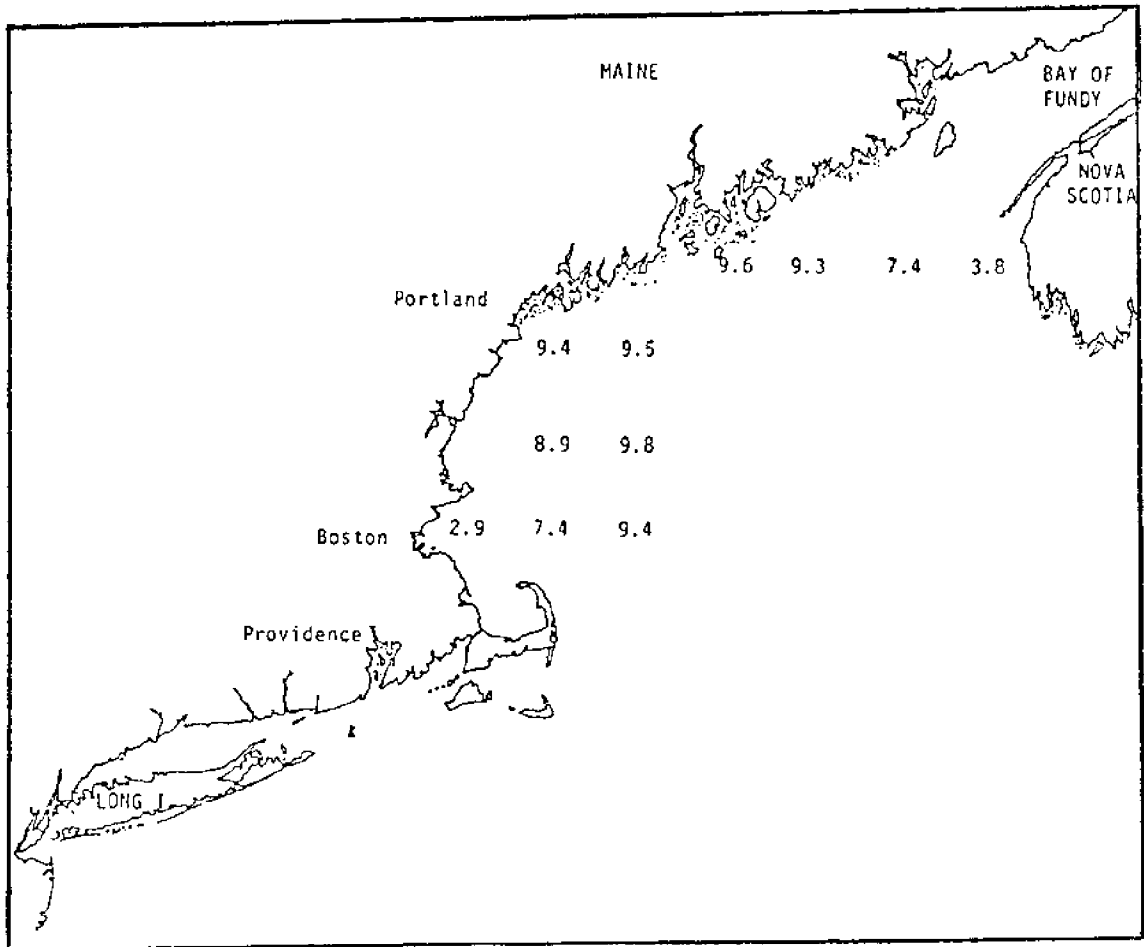 MAINE
BAY OF
FUNDY
NOVA
SCOTIA
9.6 9.3 7.4 3.8
Portland
9.4 9.5
8.9 9.8
Boston 2.9 7.4 9.4
Providence
LONG I